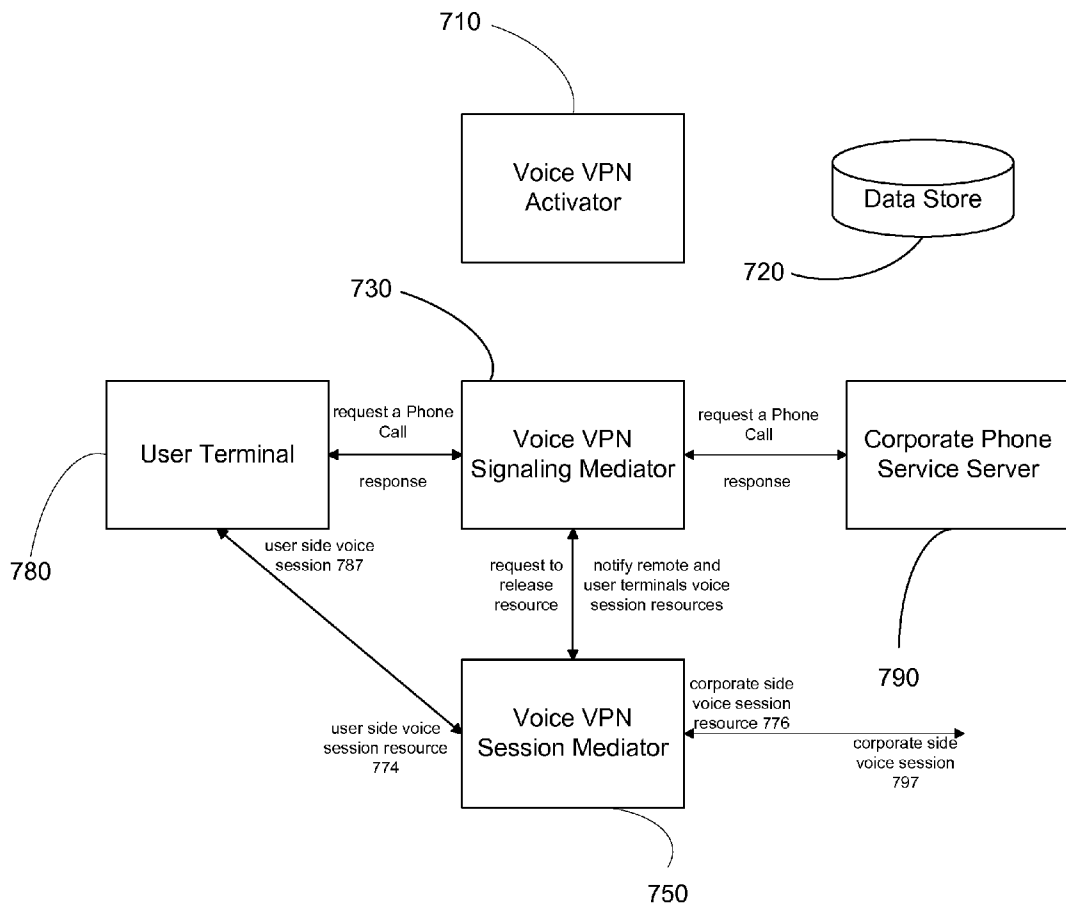 710
Voice VPN
Activator
Data Store
720
730
User Terminal
request a Phone
Call
response
Voice VPN
Signaling Mediator
request a Phone
Call
response
Corporate Phone
Service Server
780
user side voice
session 787
request to
release
resource
notify remote and
user terminals voice
session resources
790
user side voice
session resource
774
Voice VPN
Session Mediator
corporate side
voice session
resource 776
corporate side
voice session
797
750